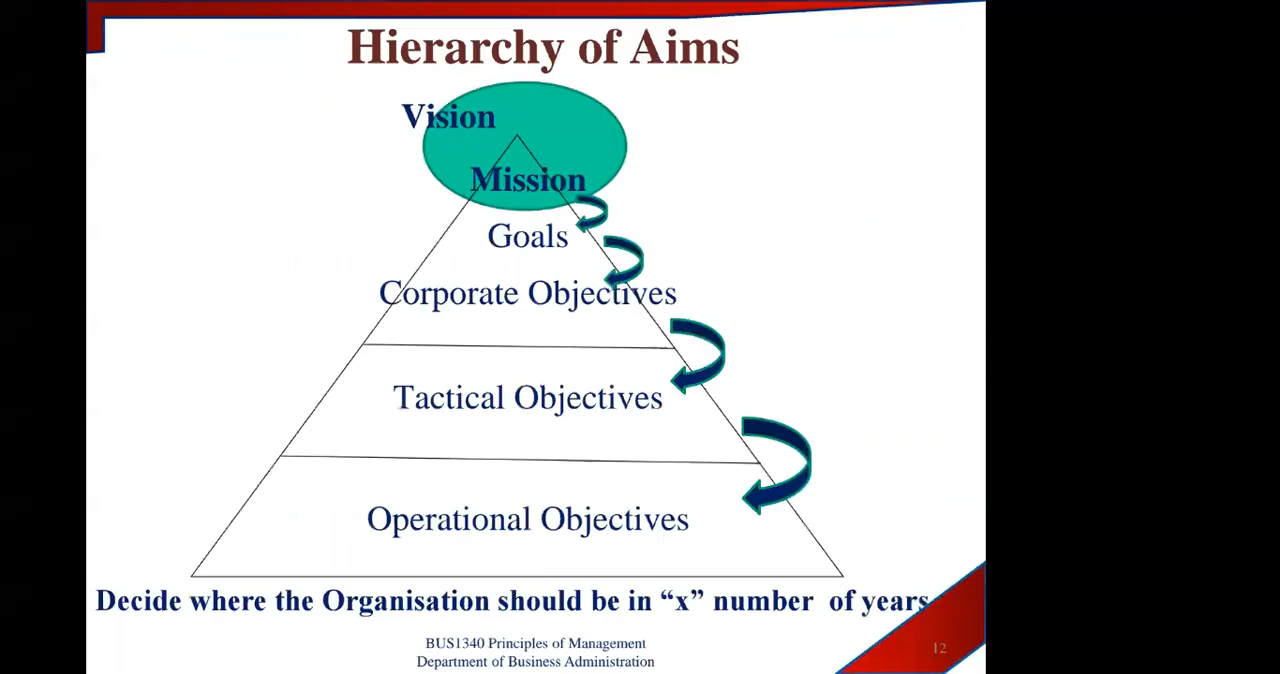 Hierarchy of Aims
Vision
Mission
Goals
Corporate Objectives
Tactical Objectives
Operational Objectives
Decide where the Organisation should be in “x” number of years
BUS1340 Principles of Management
Department of Business Administration
12